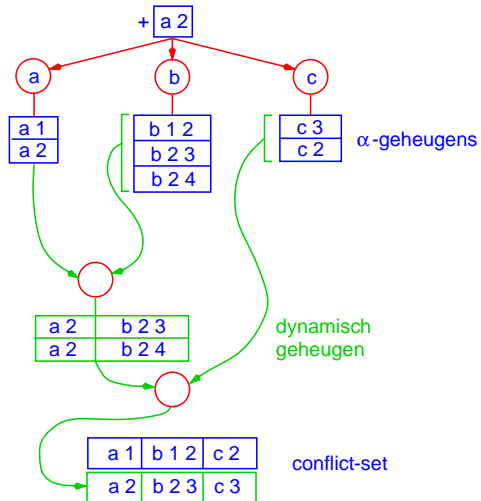 + a 2
a b c
a 1
a 2
b 1 2
b 2 3
b 2 4
c 3
c 2
α-geheugens
a 2 b 2 3
a 2 b 2 4
dynamisch
geheugen
a 1 b 1 2 c 2
a 2 b 2 3 c 3
conflict-set